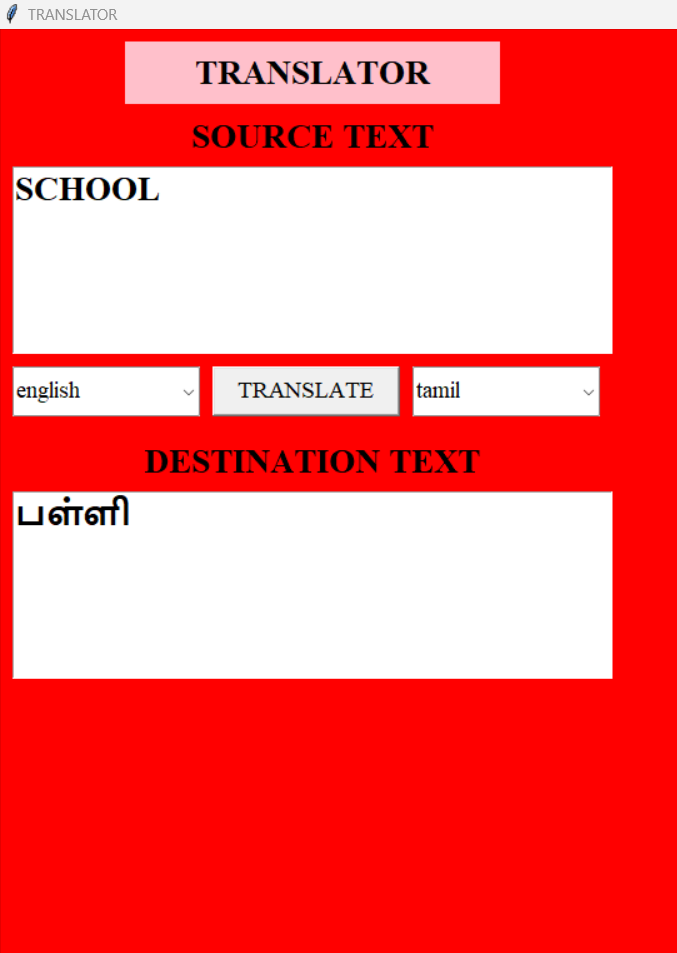 TRANSLATOR
TRANSLATOR
SOURCE TEXT
SCHOOL
english TRANSLATE tamil
DESTINATION TEXT
பள்ளி